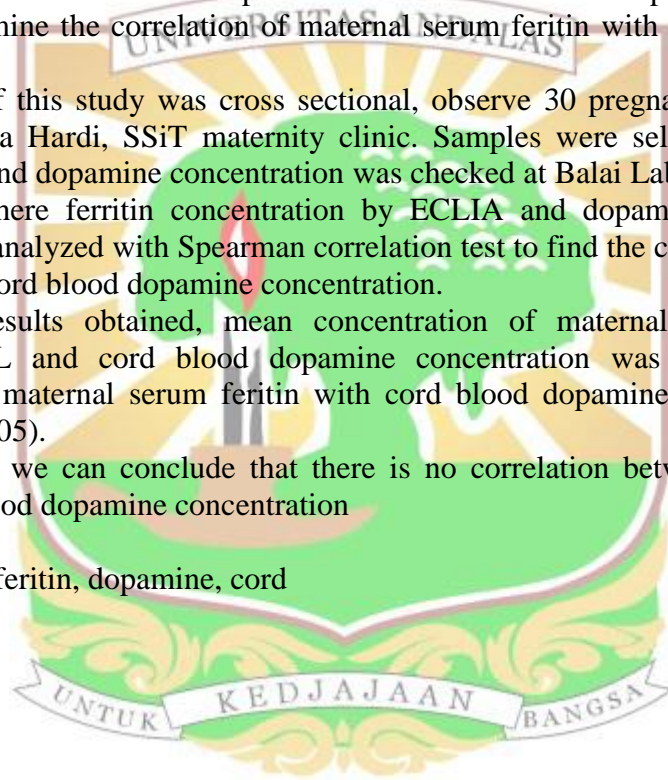 mine the correlation of maternal serum feritin with
UNIVERSITAS ANDALAS
f this study was cross sectional, observe 30 pregna
a Hardi, SSiT maternity clinic. Samples were sel
nd dopamine concentration was checked at Balai Lab
here ferritin concentration by ECLIA and dopam
analyzed with Spearman correlation test to find the c
ord blood dopamine concentration.
esults obtained, mean concentration of maternal
L and cord blood dopamine concentration was
maternal serum feritin with cord blood dopamine
05).
we can conclude that there is no correlation betw
od dopamine concentration
feritin, dopamine, cord
UNTUK KEDJAJAAN BANGSA